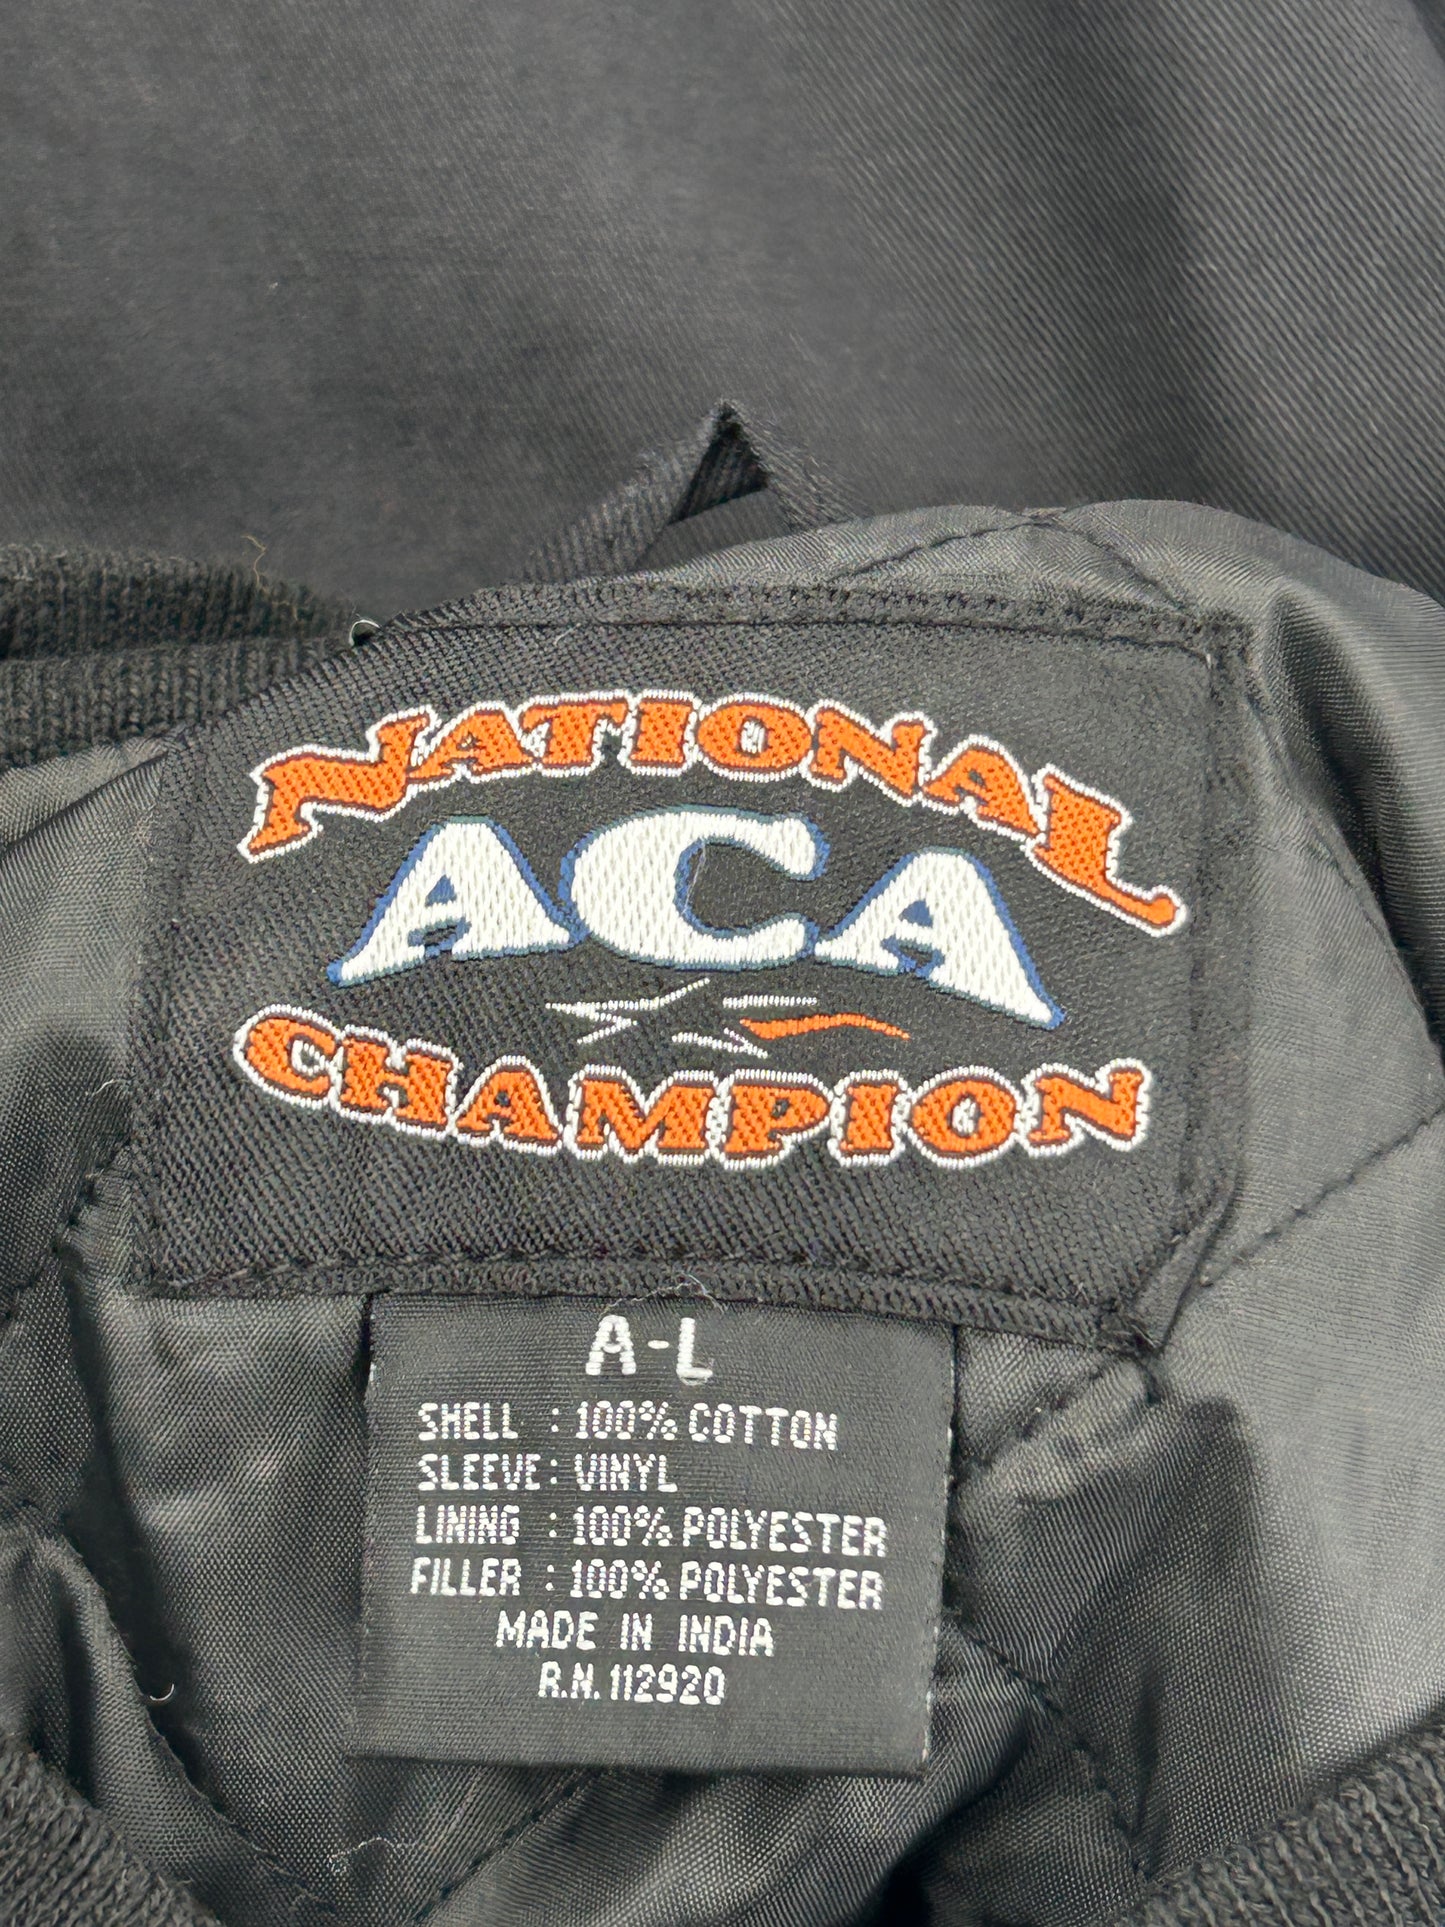 NATIONAL
ACA
CHAMPION
A-L
SHELL : 100% COTTON
SLEEVE: VINYL
LINING : 100% POLYESTER
FILLER : 100% POLYESTER
MADE IN INDIA
R.N. 112920